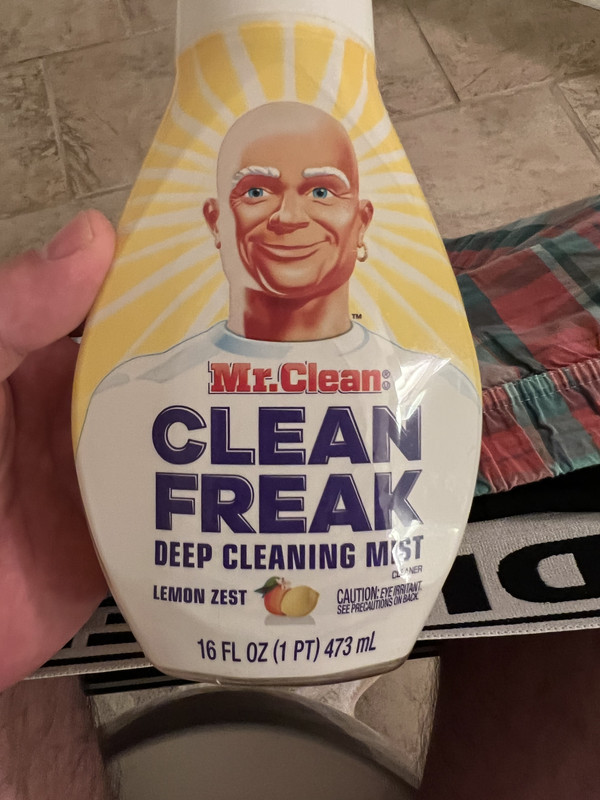 TM
Mr.Clean®
CLEAN
FREAK
DEEP CLEANING MIST
CLEANER
LEMON ZEST
CAUTION: EYE IRRITANT.
SEE PRECAUTIONS ON BACK.
16 FL OZ (1 PT) 473 mL